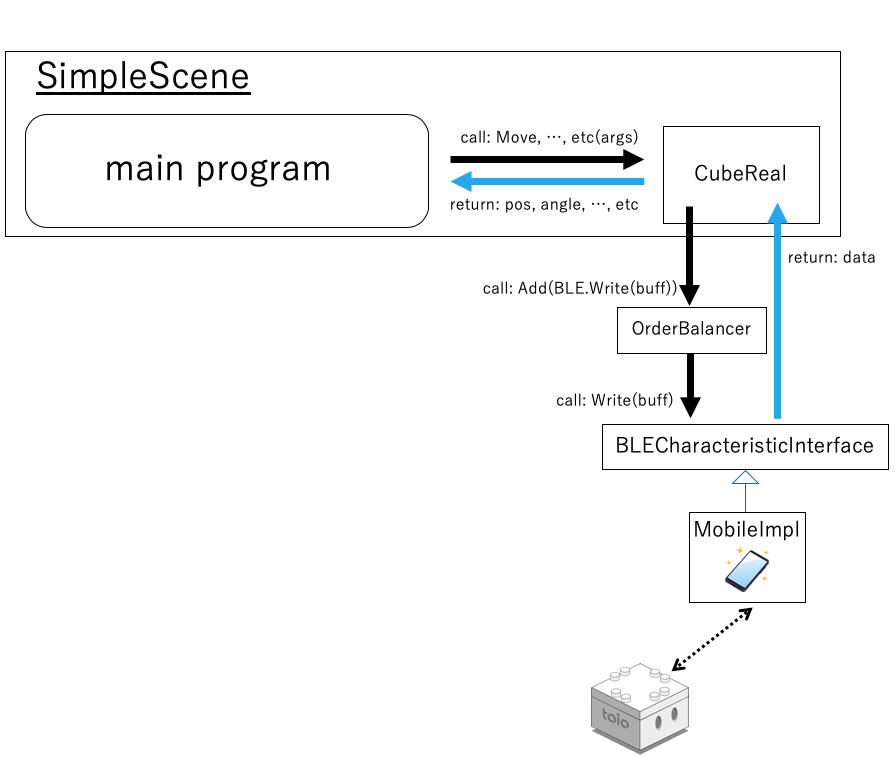 SimpleScene
main program
call: Move, …, etc(args)
return: pos, angle, …, etc
CubeReal
return: data
call: Add(BLE.Write(buff))
OrderBalancer
call: Write(buff)
BLECharacteristicInterface
MobileImpl
toio